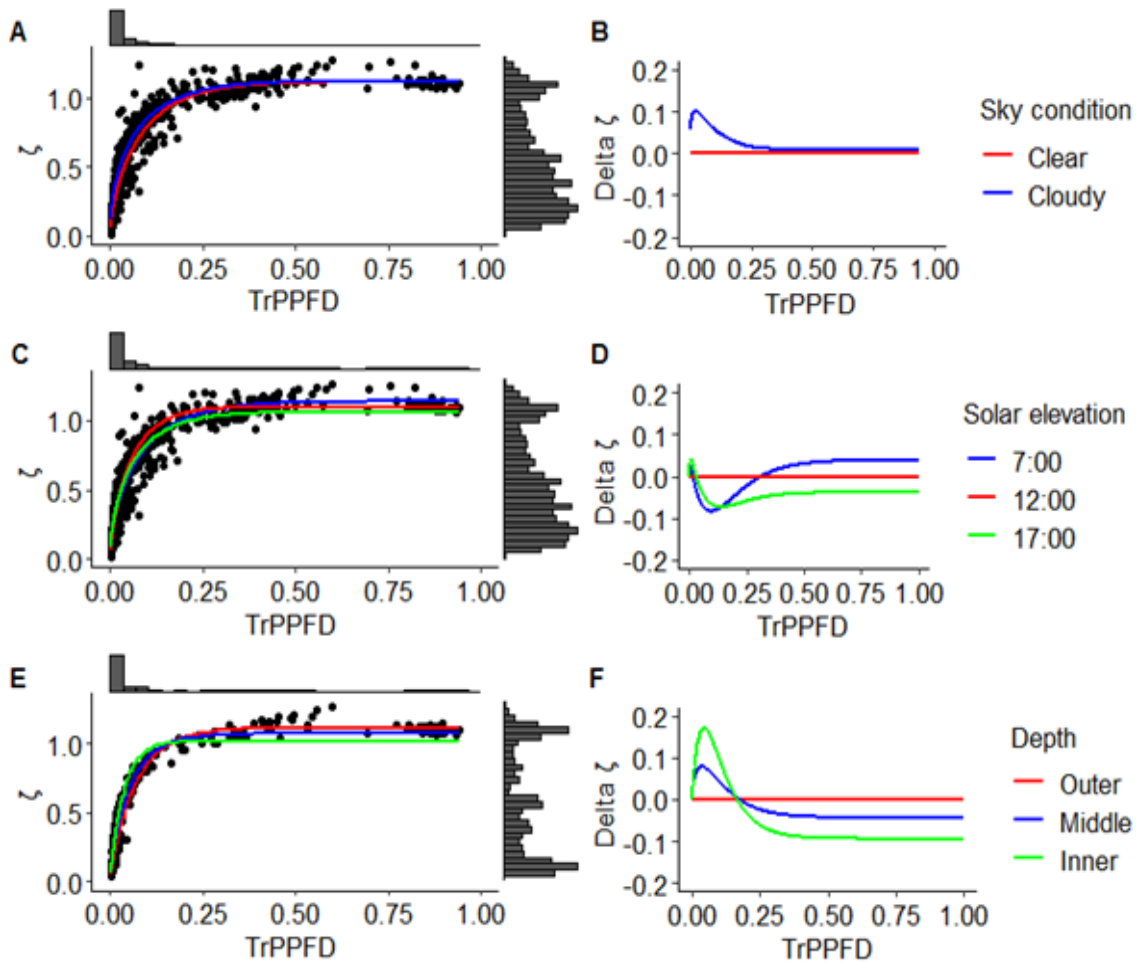 A
ζ
1.0
0.5
0.0
0.00 0.25 0.50 0.75 1.00
TrPPFD
B
Delta ζ
0.2
0.1
0.0
-0.1
-0.2
0.00 0.25 0.50 0.75 1.00
TrPPFD
Sky condition
Clear
Cloudy
C
ζ
1.0
0.5
0.0
0.00 0.25 0.50 0.75 1.00
TrPPFD
D
Delta ζ
0.2
0.1
0.0
-0.1
-0.2
0.00 0.25 0.50 0.75 1.00
TrPPFD
Solar elevation
7:00
12:00
17:00
E
ζ
1.0
0.5
0.0
0.00 0.25 0.50 0.75 1.00
TrPPFD
F
Delta ζ
0.2
0.1
0.0
-0.1
-0.2
0.00 0.25 0.50 0.75 1.00
TrPPFD
Depth
Outer
Middle
Inner